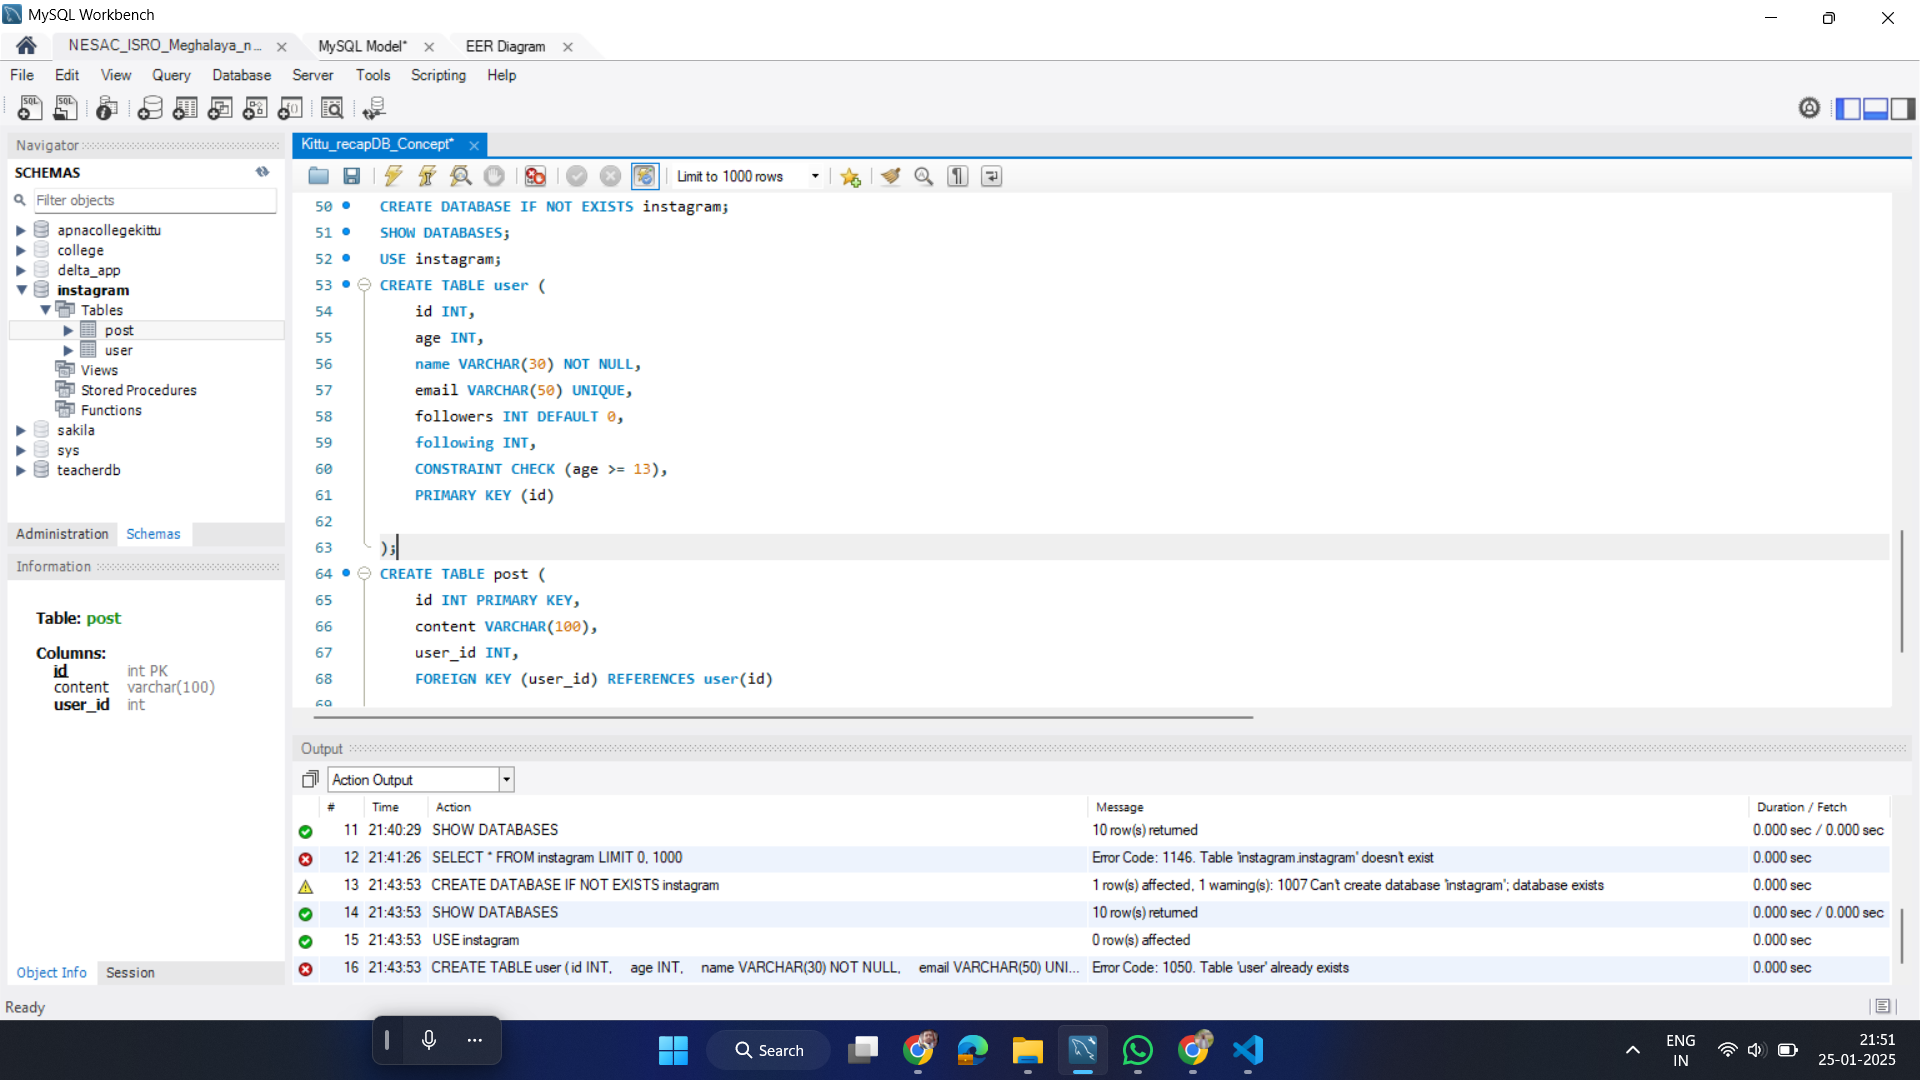 MySQL Workbench
NESAC_ISRO_Meghalaya_n...
MySQL Model*
EER Diagram
File Edit View Query Database Server Tools Scripting Help
Navigator
SCHEMAS
Filter objects
apnacollegekittu
college
delta_app
instagram
Tables
post
user
Views
Stored Procedures
Functions
sakila
sys
teacherdb
Administration Schemas
Information
Table: post
Columns:
id int PK
content varchar(100)
user_id int
Object Info Session
Kittu_recapDB_Concept*
Limit to 1000 rows
50 CREATE DATABASE IF NOT EXISTS instagram;
51 SHOW DATABASES;
52 USE instagram;
53 CREATE TABLE user (
54 id INT,
55 age INT,
56 name VARCHAR(30) NOT NULL,
57 email VARCHAR(50) UNIQUE,
58 followers INT DEFAULT 0,
59 following INT,
60 CONSTRAINT CHECK (age >= 13),
61 PRIMARY KEY (id)
62
63 );
64 CREATE TABLE post (
65 id INT PRIMARY KEY,
66 content VARCHAR(100),
67 user_id INT,
68 FOREIGN KEY (user_id) REFERENCES user(id)
69
Output
Action Output
# Time Action Message Duration / Fetch
11 21:40:29 SHOW DATABASES 10 row(s) returned 0.000 sec / 0.000 sec
12 21:41:26 SELECT * FROM instagram LIMIT 0, 1000 Error Code: 1146. Table 'instagram.instagram' doesn't exist 0.000 sec
13 21:43:53 CREATE DATABASE IF NOT EXISTS instagram 1 row(s) affected, 1 warning(s): 1007 Can't create database 'instagram'; database exists 0.000 sec
14 21:43:53 SHOW DATABASES 10 row(s) returned 0.000 sec / 0.000 sec
15 21:43:53 USE instagram 0 row(s) affected 0.000 sec
16 21:43:53 CREATE TABLE user ( id INT, age INT, name VARCHAR(30) NOT NULL, email VARCHAR(50) UNI... Error Code: 1050. Table 'user' already exists 0.000 sec
Ready
Search
ENG
IN
21:51
25-01-2025